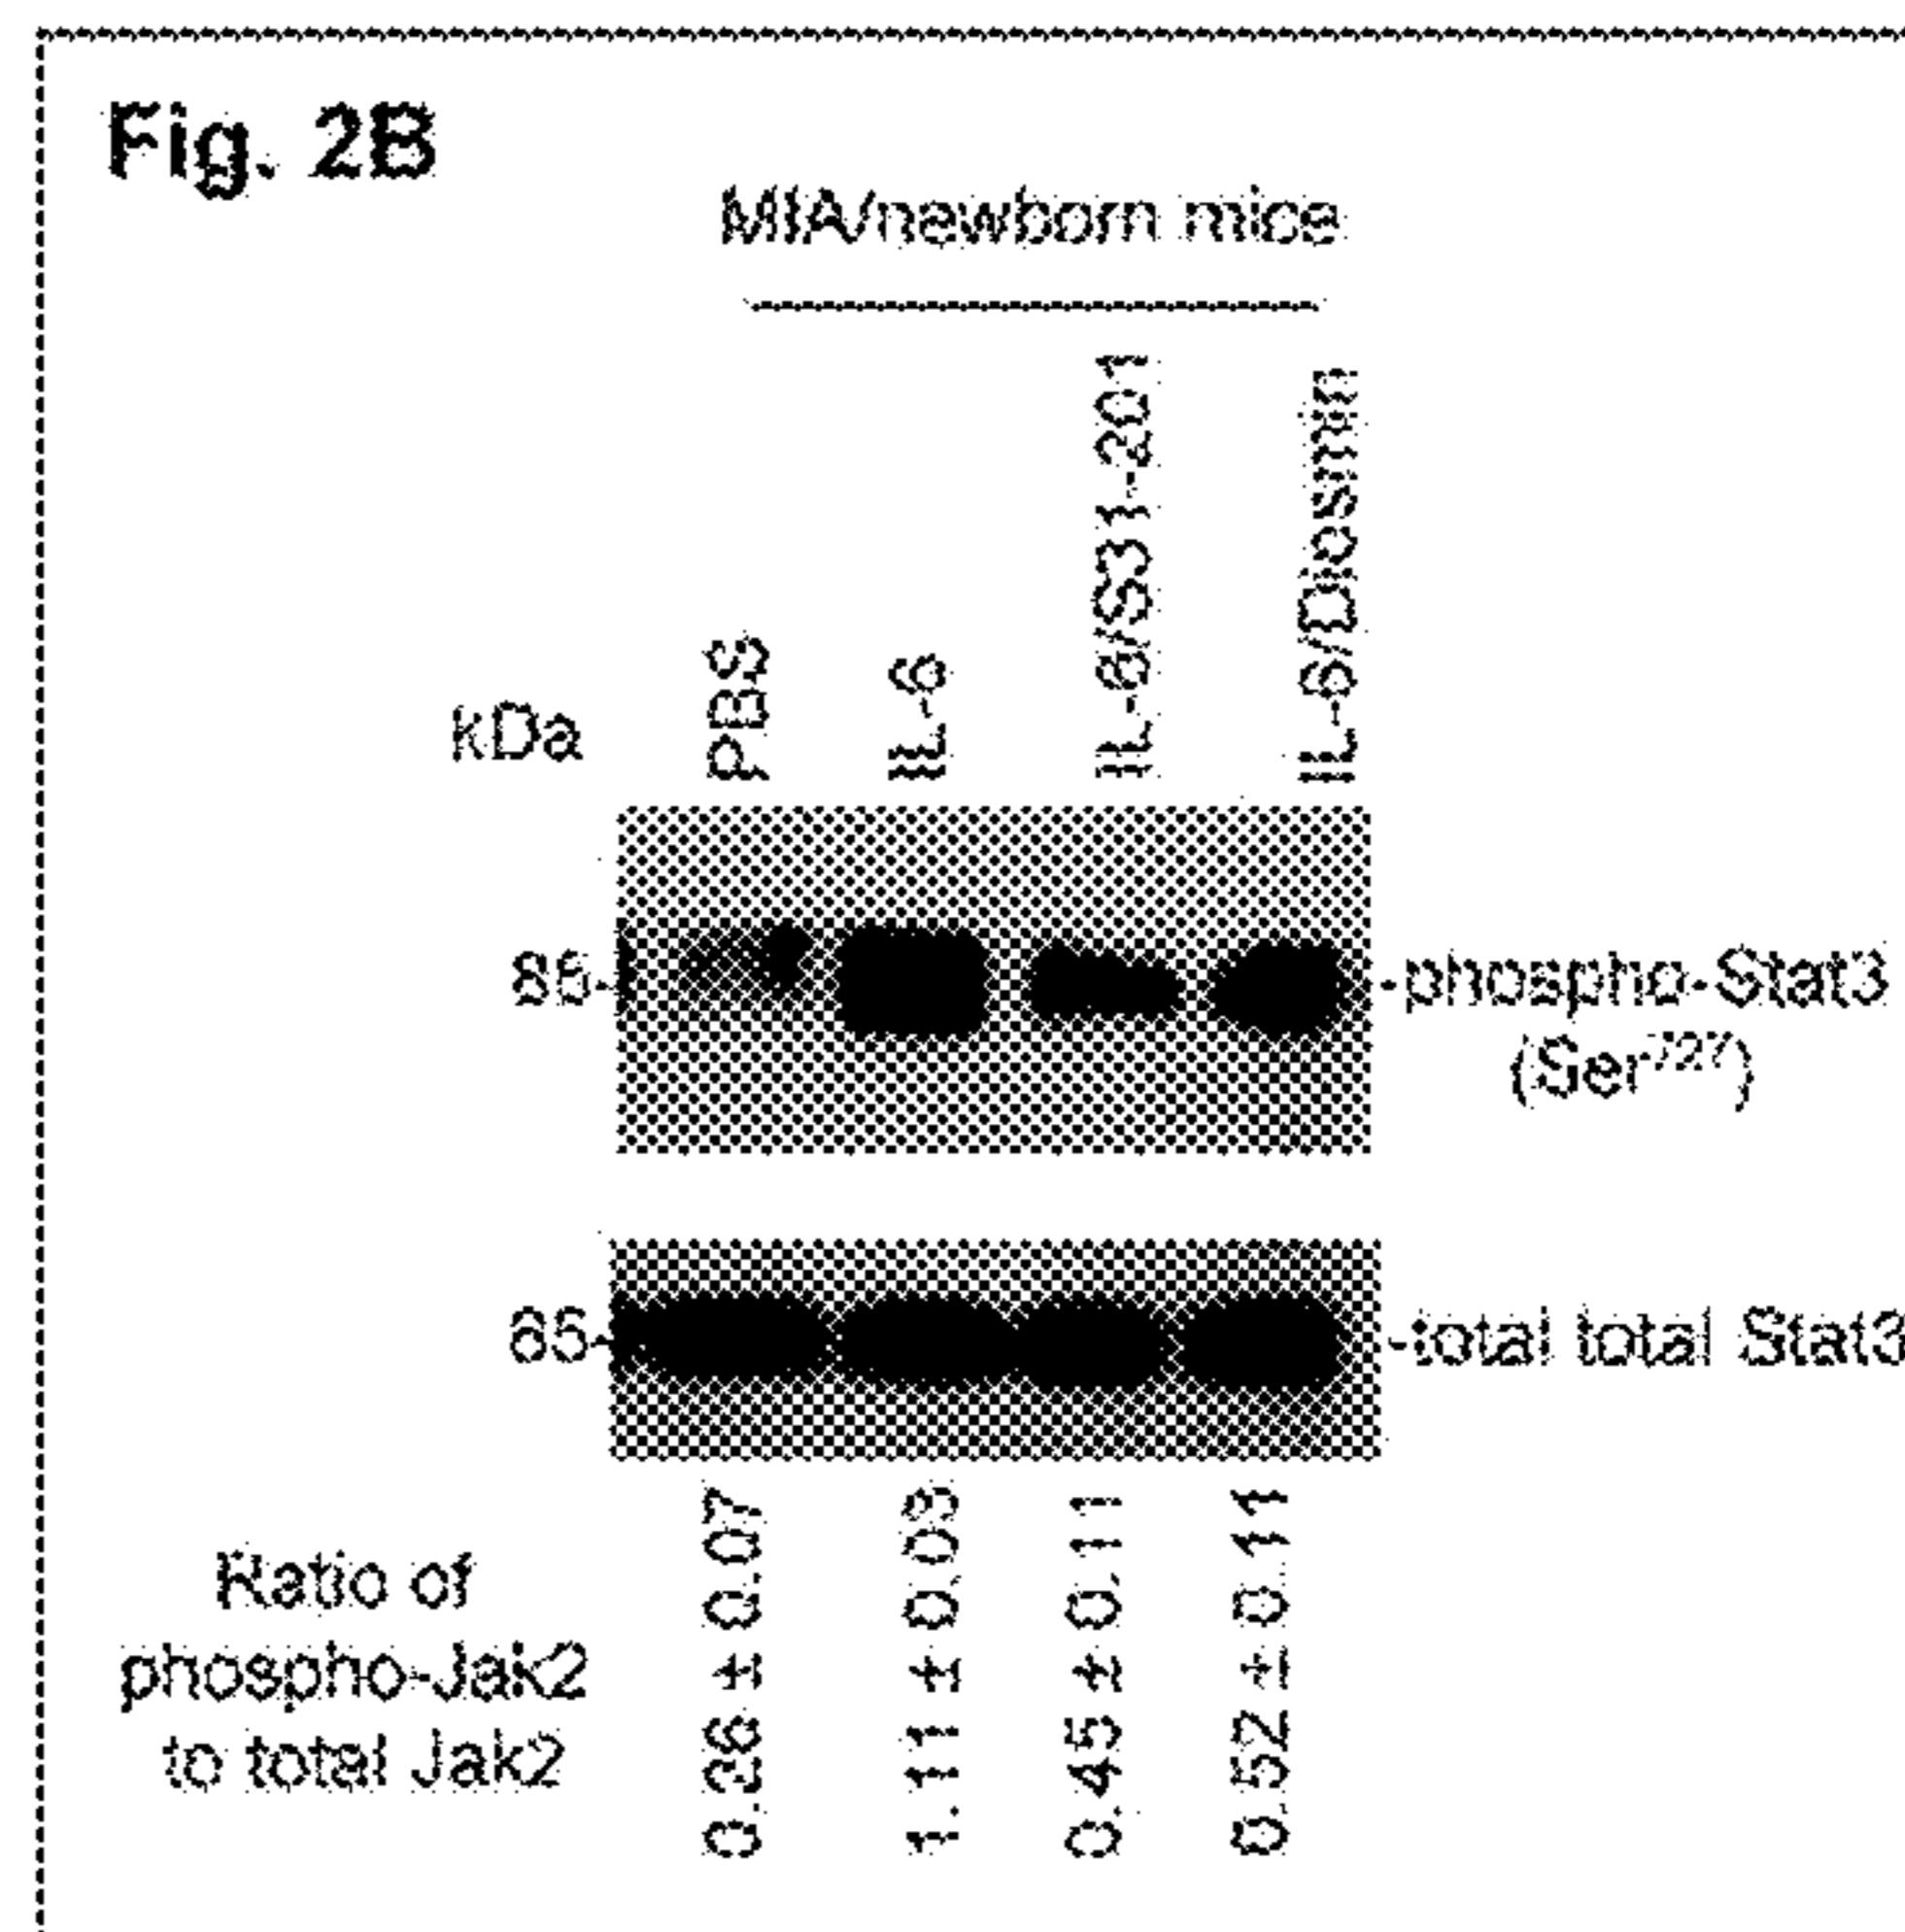 Fig. 2B
MIA/newborn mice
kDa
PBS
IL-6
IL-6/S31-201
IL-6/Diosmin
85-
-phospho-Stat3
(Ser727)
85-
-total total Stat3
Ratio of
phospho-Jak2
to total Jak2
0.26 ± 0.07
1.11 ± 0.03
0.45 ± 0.11
0.52 ± 0.11